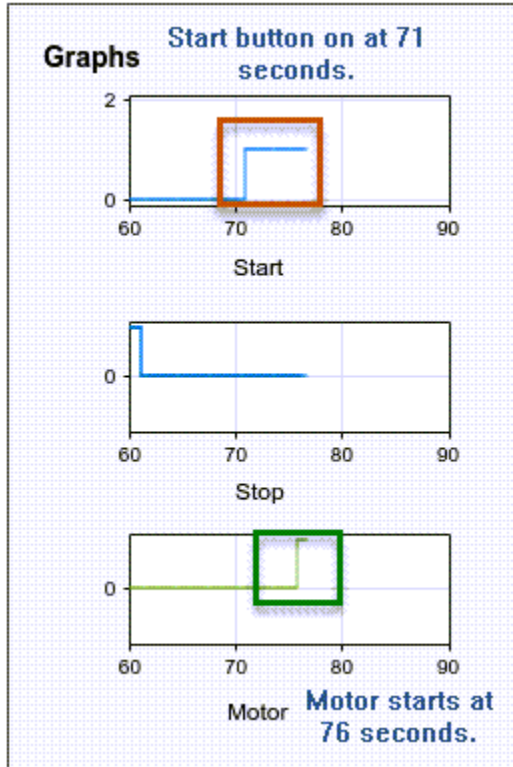 Graphs
Start button on at 71
seconds.
2
0
60 70 80 90
Start
0
60 70 80 90
Stop
0
60 70 80 90
Motor
Motor starts at
76 seconds.